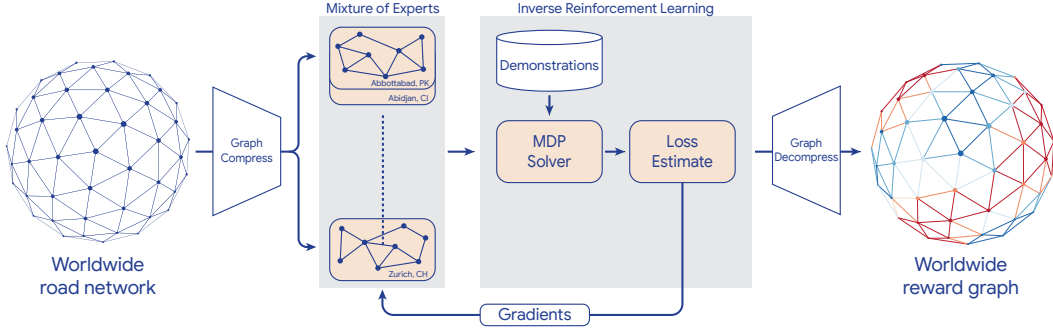 Mixture of Experts
Inverse Reinforcement Learning
Abbottabad, PK
Abidjan, CI
Demonstrations
Graph
Compress
MDP
Solver
Loss
Estimate
Graph
Decompress
Zurich, CH
Worldwide
road network
Worldwide
reward graph
Gradients